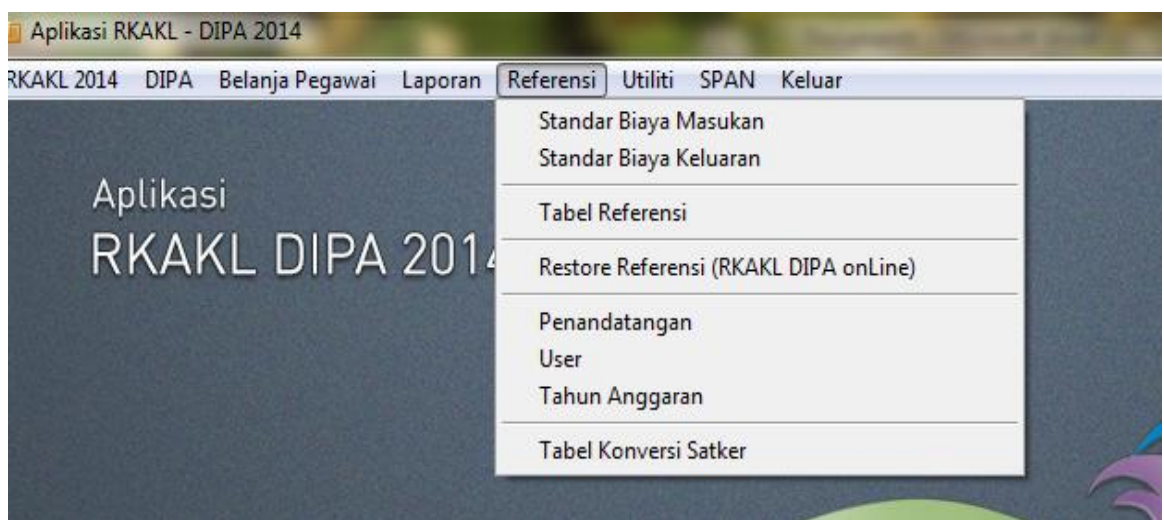 Aplikasi RKAKL - DIPA 2014
RKAKL 2014 DIPA Belanja Pegawai Laporan Referensi Utiliti SPAN Keluar
Standar Biaya Masukan
Standar Biaya Keluaran
Tabel Referensi
Restore Referensi (RKAKL DIPA onLine)
Penandatangan
User
Tahun Anggaran
Tabel Konversi Satker
Aplikasi
RKAKL DIPA 2014